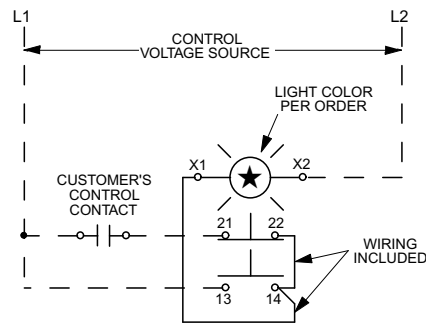 L1
L2
CONTROL
VOLTAGE SOURCE
LIGHT COLOR
PER ORDER
X1
X2
CUSTOMER'S
CONTROL
CONTACT
21
22
WIRING
INCLUDED
13
14